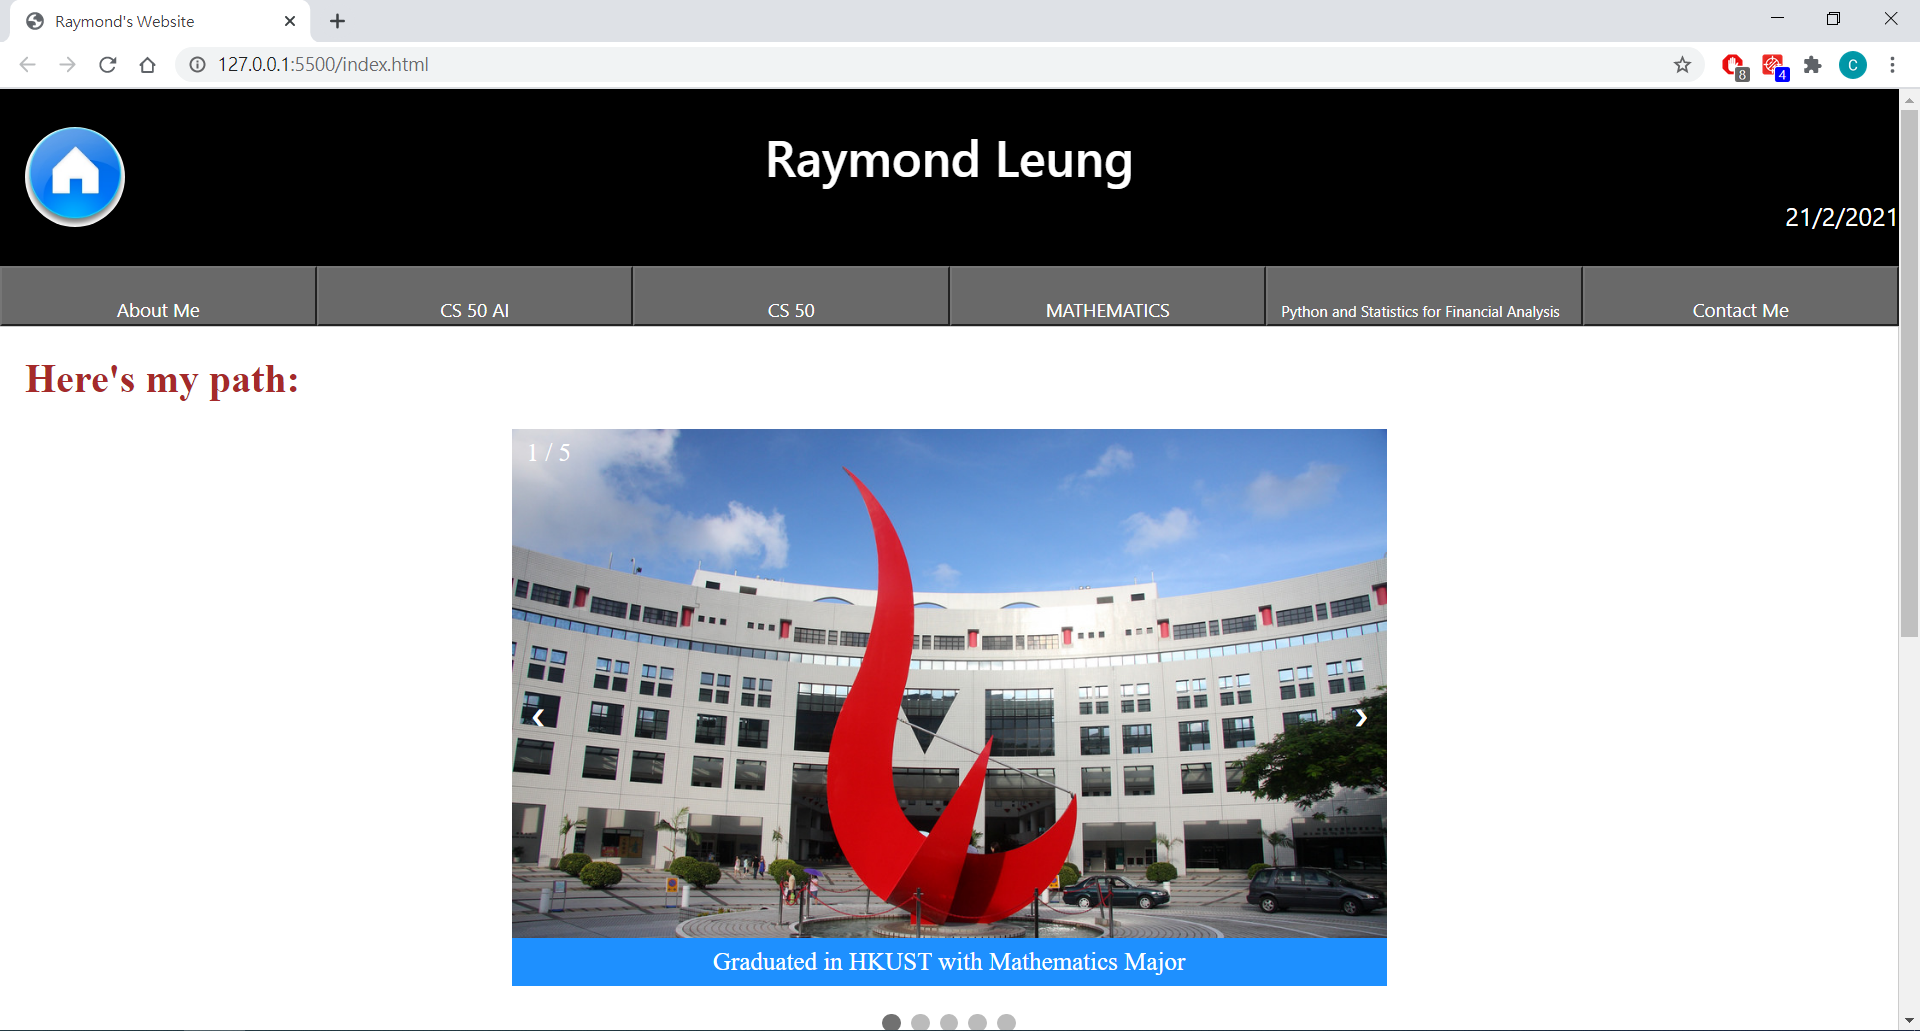 Raymond's Website
127.0.0.1:5500/index.html
8
4
C
Raymond Leung
21/2/2021
About Me
CS 50 AI
CS 50
MATHEMATICS
Python and Statistics for Financial Analysis
Contact Me
Here's my path:
1 / 5
Graduated in HKUST with Mathematics Major